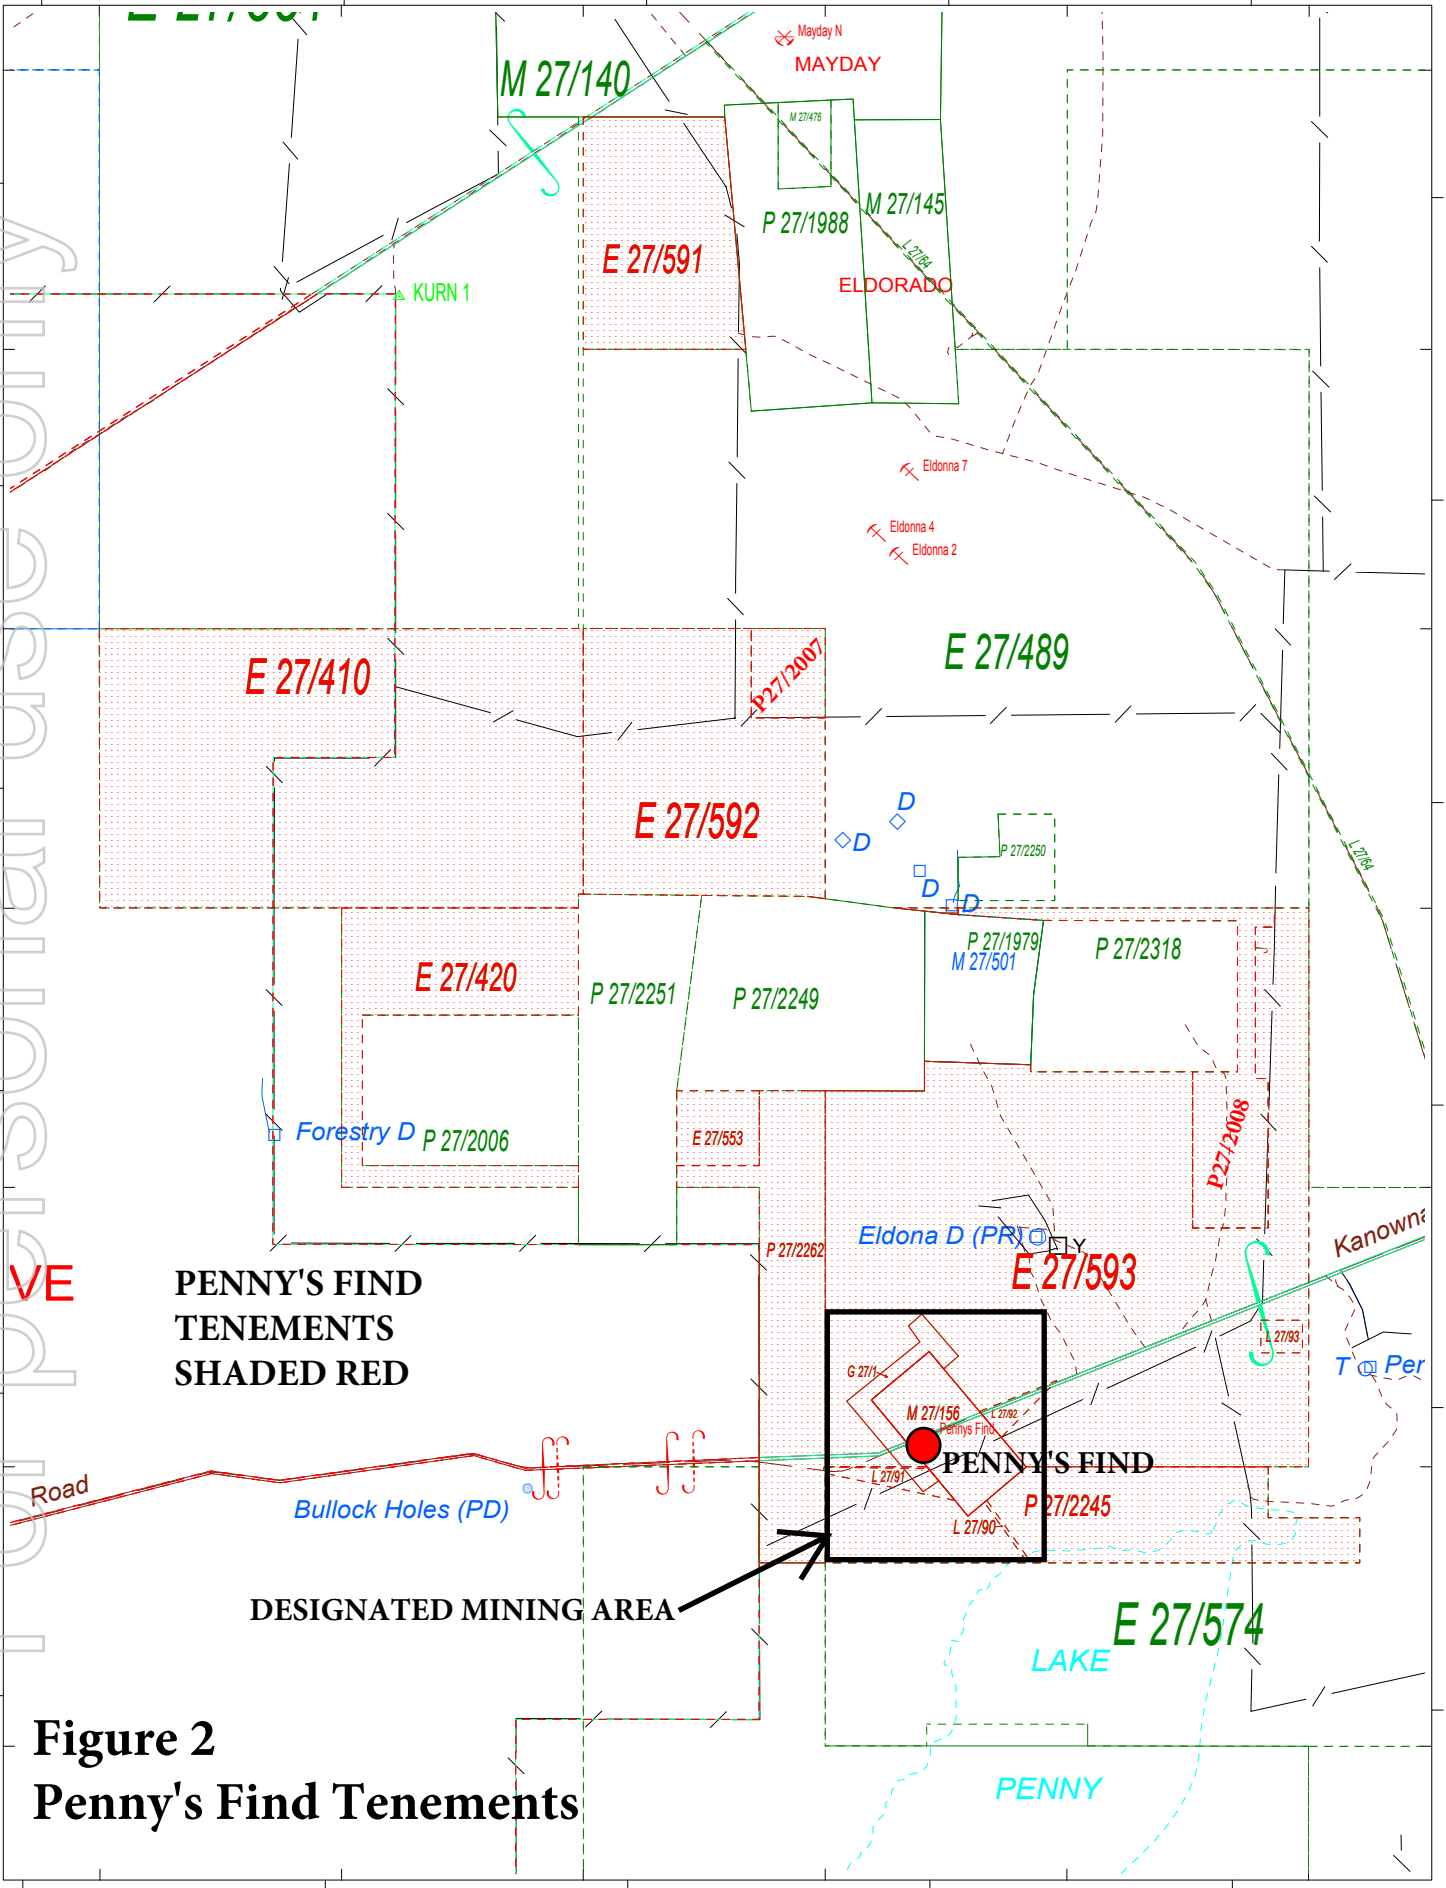 Mayday N
MAYDAY
M 27/140
M 27/476
M 27/145
P 27/1988
E 27/591
L 27/64
ELDORADO
KURN 1
Eldonna 7
Eldonna 4
Eldonna 2
E 27/410
P27/2007
E 27/489
E 27/592
D
D
D
D
P 27/2250
L 27/64
P 27/1979
M 27/501
P 27/2318
E 27/420
P 27/2251
P 27/2249
Forestry D
P 27/2006
E 27/553
P27/2008
Eldona D (PR)
Y
P 27/2262
E 27/593
Kanowna
VE
PENNY'S FIND
TENEMENTS
SHADED RED
L 27/93
T
Per
G 27/1
M 27/156
L 27/92
Pennys Find
PENNY'S FIND
L 27/91
Road
Bullock Holes (PD)
P 27/2245
L 27/90
DESIGNATED MINING AREA
E 27/574
LAKE
PENNY
Figure 2
Penny's Find Tenements
For personal use only